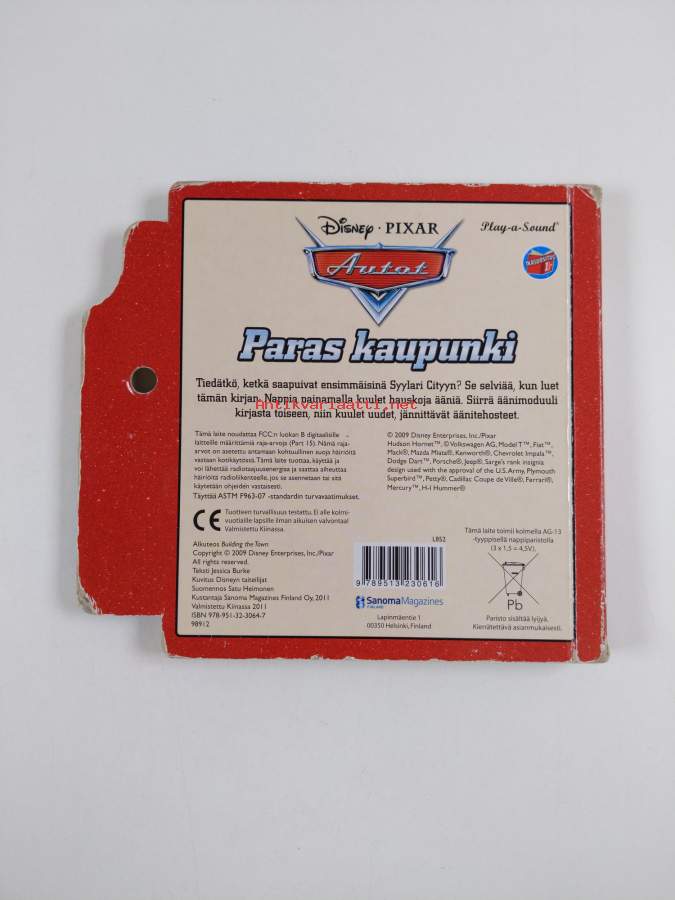 Disney · PIXAR
Play-a-Sound
Autot
Paras kaupunki
Tiedätkö, ketkä saapuivat ensimmäisinä Syylari Cityyn? Se selviää, kun luet
tämän kirjan. Nappia painamalla kuulet hauskoja ääniä. Siirrä äänimoduuli
kirjasta toiseen, niin kuulet uudet, jännittävät äänitehosteet.
Antikvariaatti.net
Tämä laite noudattaa FCC:n luokan B digitaalisille
laitteille määrittämiä raja-arvoja (Part 15). Nämä raja-
arvot on asetettu antamaan kohtuullinen suoja häiriöitä
vastaan kotikäytössä. Tämä laite tuottaa, käyttää ja
voi lähettää radiotaajuusenergiaa ja saattaa aiheuttaa
häiriöitä radioliikenteelle, jos se asennetaan tai sitä
käytetään ohjeiden vastaisesti.
Täyttää ASTM F963-07 -standardin turvavaatimukset.
CE
Tuotteen turvallisuus testattu. Ei alle kolmi-
vuotiaille lapsille ilman aikuisen valvontaa!
Valmistettu Kiinassa.
Alkuteos Building the Town
Copyright © 2009 Disney Enterprises, Inc./Pixar
All rights reserved.
Teksti Jessica Burke
Kuvitus Disneyn taiteilijat
Suomennos Satu Heimonen
Kustantaja Sanoma Magazines Finland Oy, 2011
Valmistettu Kiinassa 2011
ISBN 978-951-32-3064-7
98912
© 2009 Disney Enterprises, Inc./Pixar
Hudson Hornet™, © Volkswagen AG, Model T™, Fiat™,
Mack®, Mazda Miata®, Kenworth®, Chevrolet Impala™,
Dodge Dart™, Porsche®, Jeep®, Sarge's rank insignia
design used with the approval of the U.S. Army, Plymouth
Superbird™, Petty®, Cadillac Coupe de Ville®, Ferrari®,
Mercury™, H-I Hummer®
L852
9 789513 230616
SanomaMagazines
FINLAND
Lapinmäentie 1
00350 Helsinki, Finland
Tämä laite toimii kolmella AG-13
-tyyppisellä nappiparistolla
(3 x 1,5 = 4,5V).
Pb
Paristo sisältää lyijyä.
Kierrätettävä asianmukaisesti.